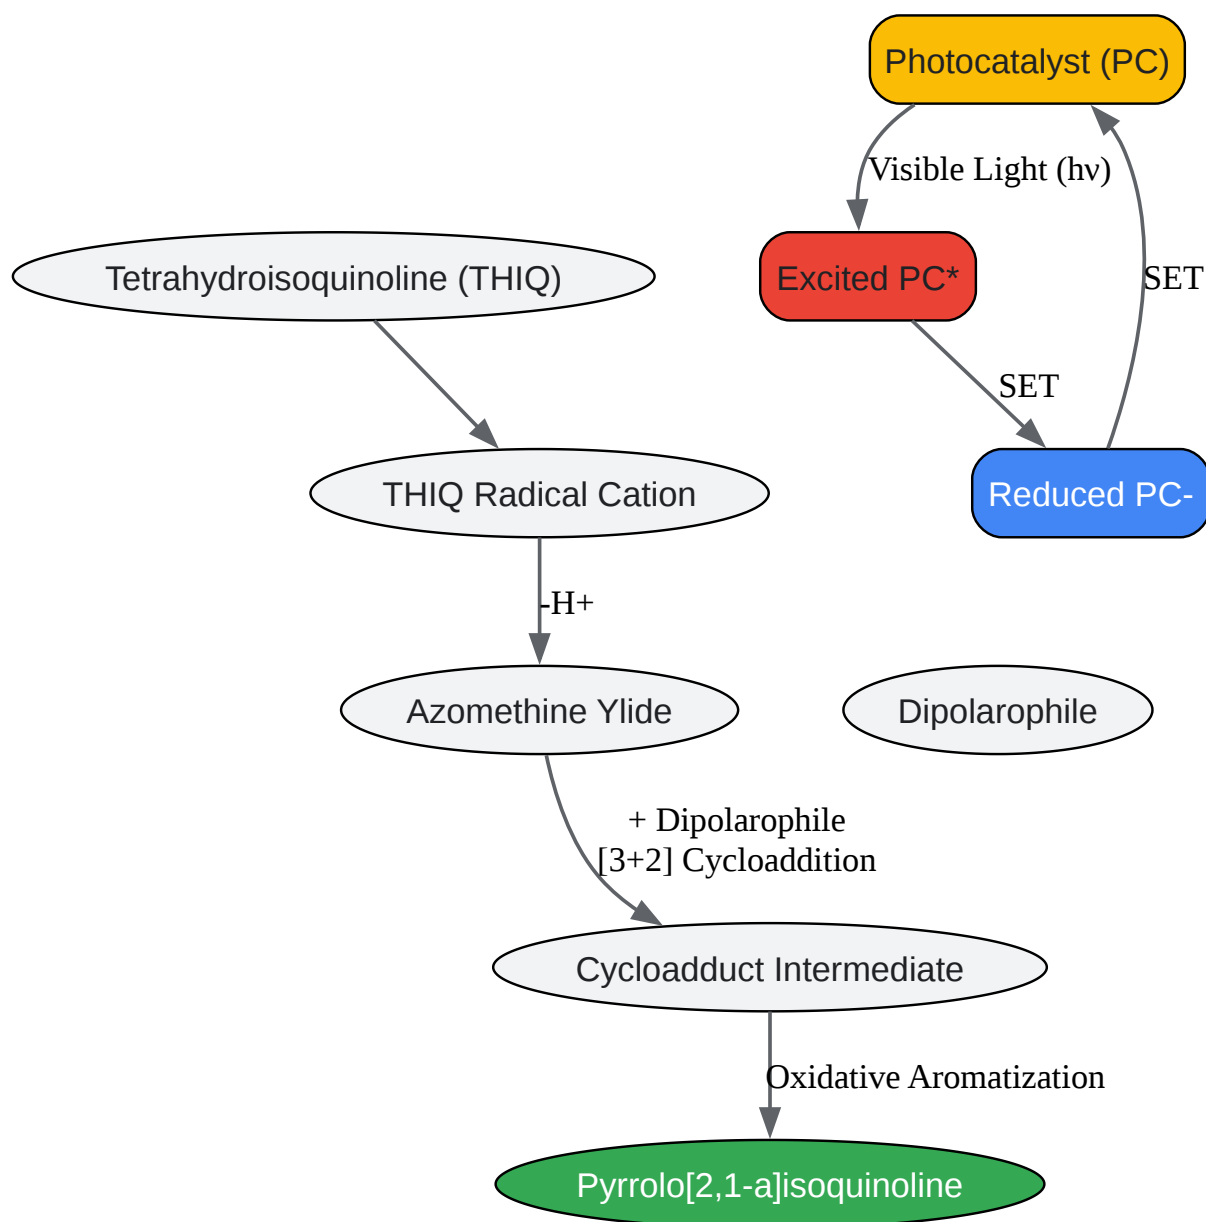 Photocatalyst (PC)
Visible Light (hν)
Tetrahydroisoquinoline (THIQ)
Excited PC*
SET
SET
THIQ Radical Cation
Reduced PC-
-H+
Azomethine Ylide
Dipolarophile
+ Dipolarophile
[3+2] Cycloaddition
Cycloadduct Intermediate
Oxidative Aromatization
Pyrrolo[2,1-a]isoquinoline